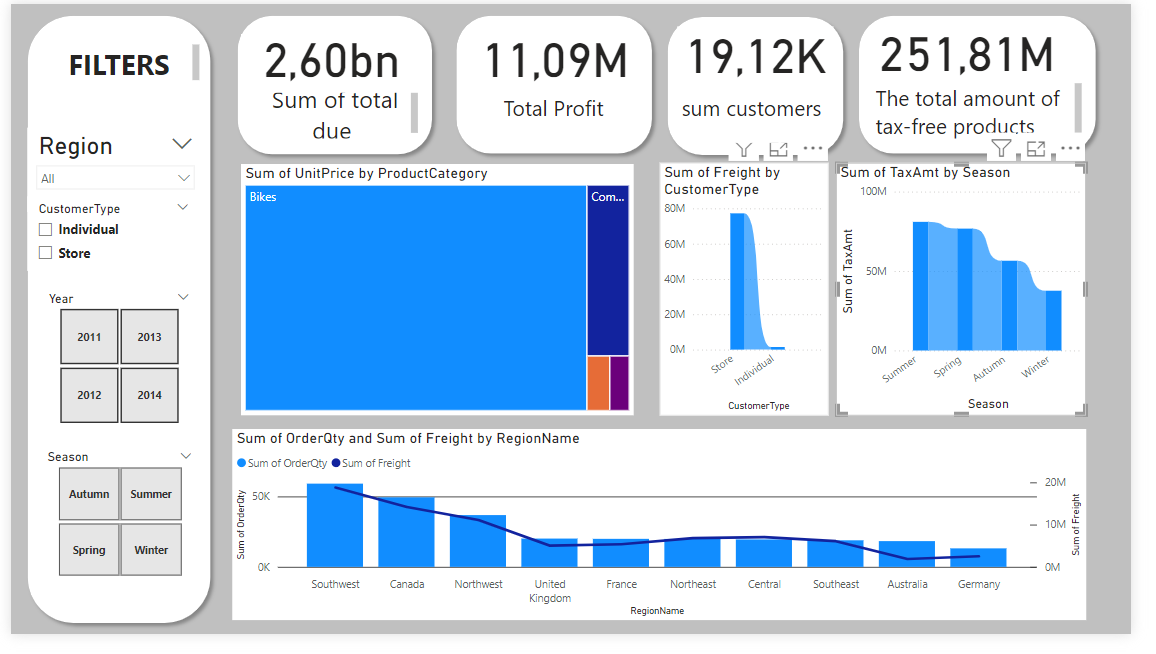 FILTERS
Region
All
CustomerType
Individual
Store
Year
2011
2013
2012
2014
Season
Autumn
Summer
Spring
Winter
2,60bn
Sum of total
due
11,09M
Total Profit
19,12K
sum customers
251,81M
The total amount of
tax-free products
Sum of UnitPrice by ProductCategory
Bikes
Com...
Sum of Freight by
CustomerType
80M
60M
40M
20M
0M
Store
Individual
CustomerType
Sum of TaxAmt by Season
Sum of TaxAmt
100M
50M
0M
Summer
Spring
Autumn
Winter
Season
Sum of OrderQty and Sum of Freight by RegionName
Sum of OrderQty
Sum of Freight
Sum of OrderQty
50K
0K
20M
10M
0M
Sum of Freight
Southwest
Canada
Northwest
United
Kingdom
France
Northeast
Central
Southeast
Australia
Germany
RegionName